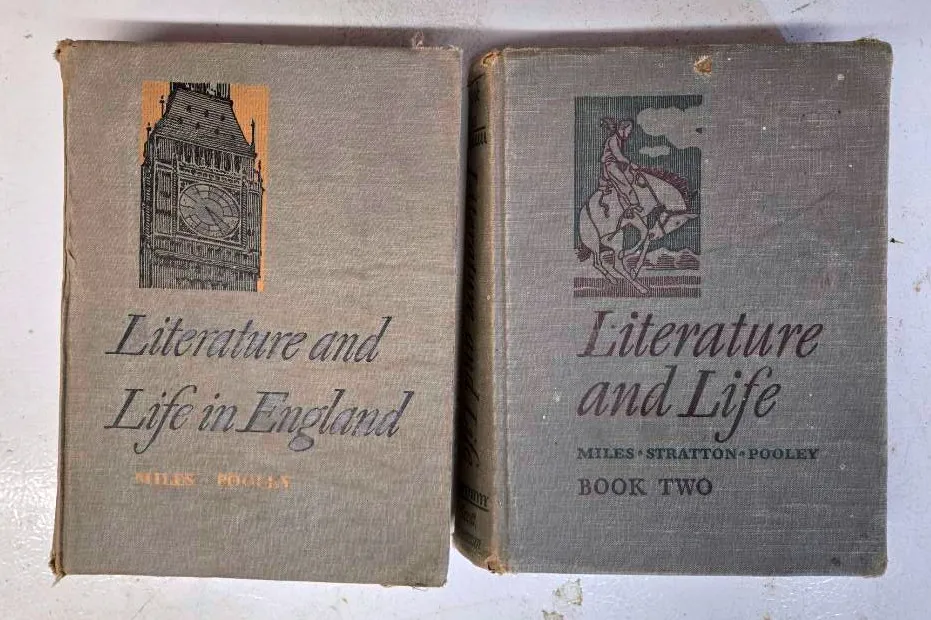 Literature and
Life in England
MILES POOLEY
Literature
and Life
MILES • STRATTON • POOLEY
BOOK TWO